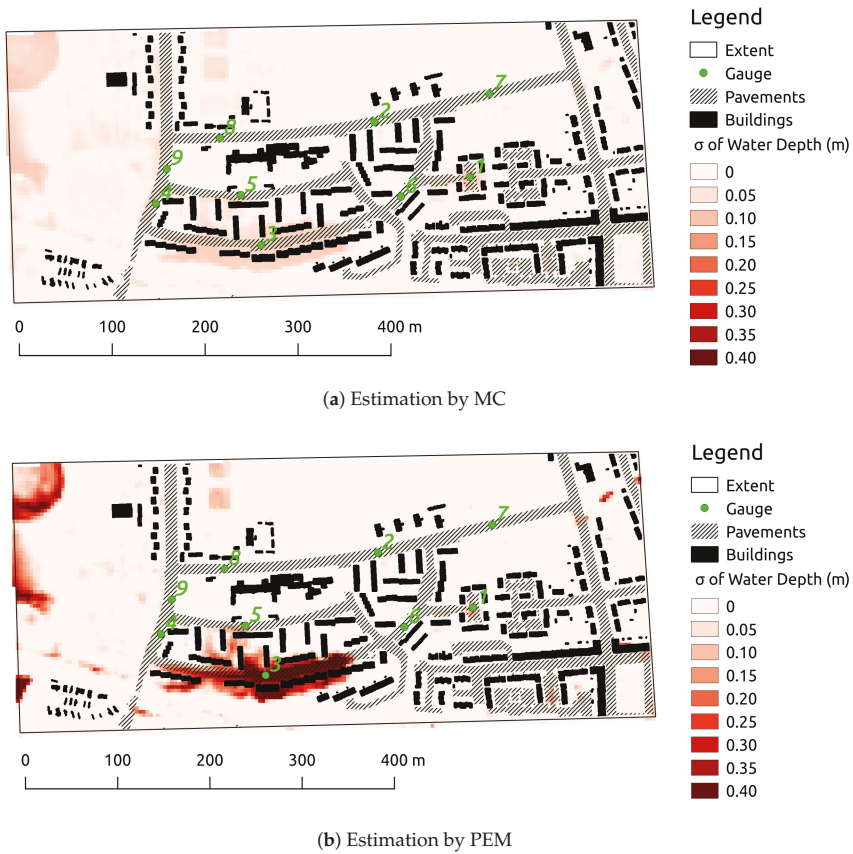 Legend
Extent
Gauge
Pavements
Buildings
σ of Water Depth (m)
0
0.05
0.10
0.15
0.20
0.25
0.30
0.35
0.40
7
2
8
9
1
5
6
4
3
0 100 200 300 400 m
(a) Estimation by MC
Legend
Extent
Gauge
Pavements
Buildings
σ of Water Depth (m)
0
0.05
0.10
0.15
0.20
0.25
0.30
0.35
0.40
7
2
8
9
1
5
6
4
3
0 100 200 300 400 m
(b) Estimation by PEM